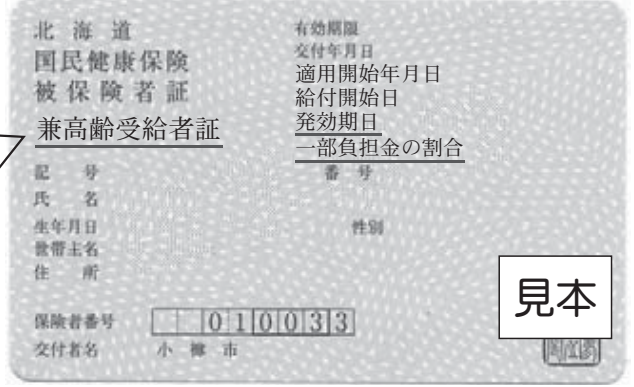 北海道
国民健康保険
被保険者証
兼高齢受給者証
有効期限
交付年月日
適用開始年月日
給付開始日
発効期日
一部負担金の割合
記号
番号
氏名
生年月日
性別
世帯主名
住所
保険者番号 010033
交付者名 小樽市
見本